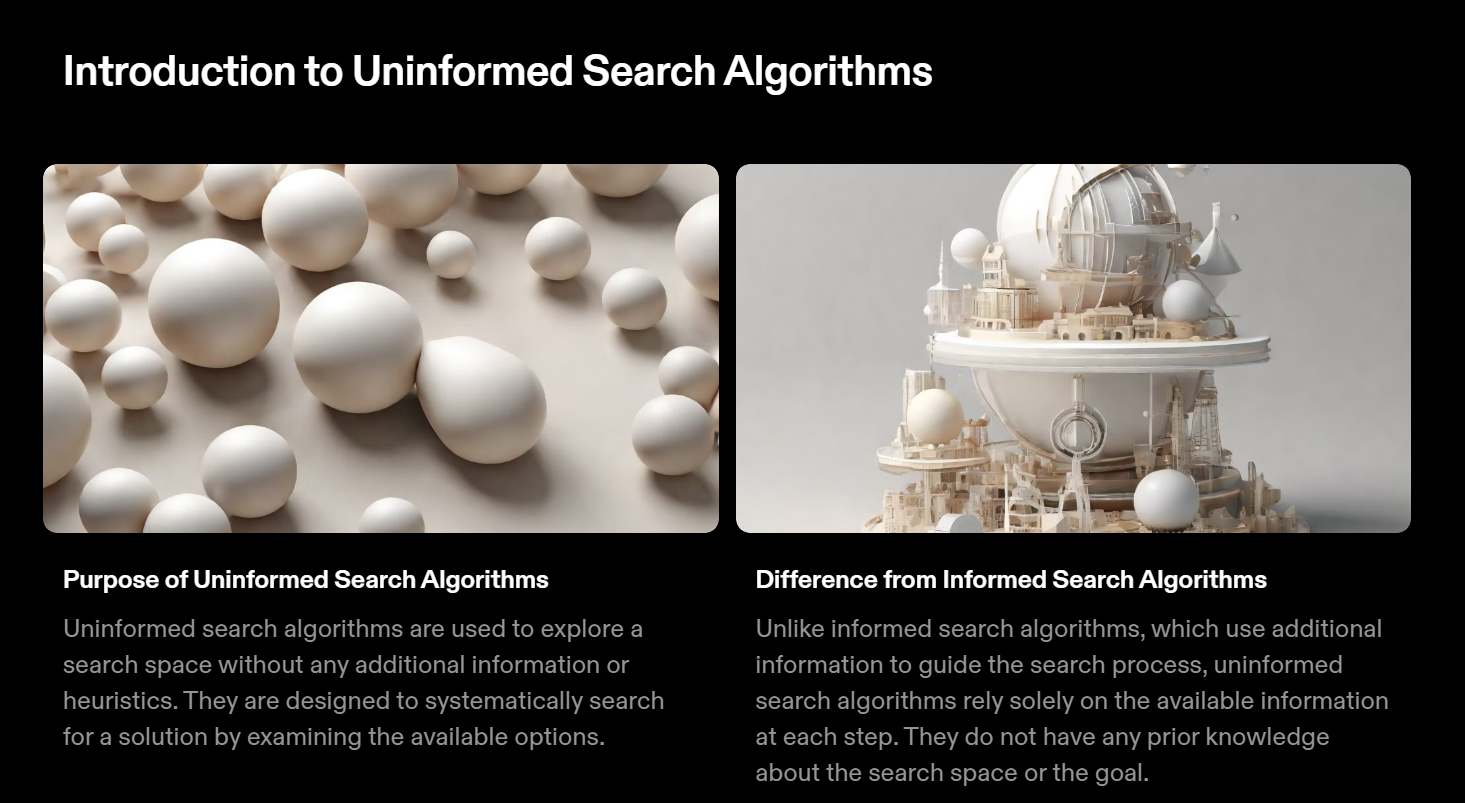 Introduction to Uninformed Search Algorithms
Purpose of Uninformed Search Algorithms
Uninformed search algorithms are used to explore a
search space without any additional information or
heuristics. They are designed to systematically search
for a solution by examining the available options.
Difference from Informed Search Algorithms
Unlike informed search algorithms, which use additional
information to guide the search process, uninformed
search algorithms rely solely on the available information
at each step. They do not have any prior knowledge
about the search space or the goal.